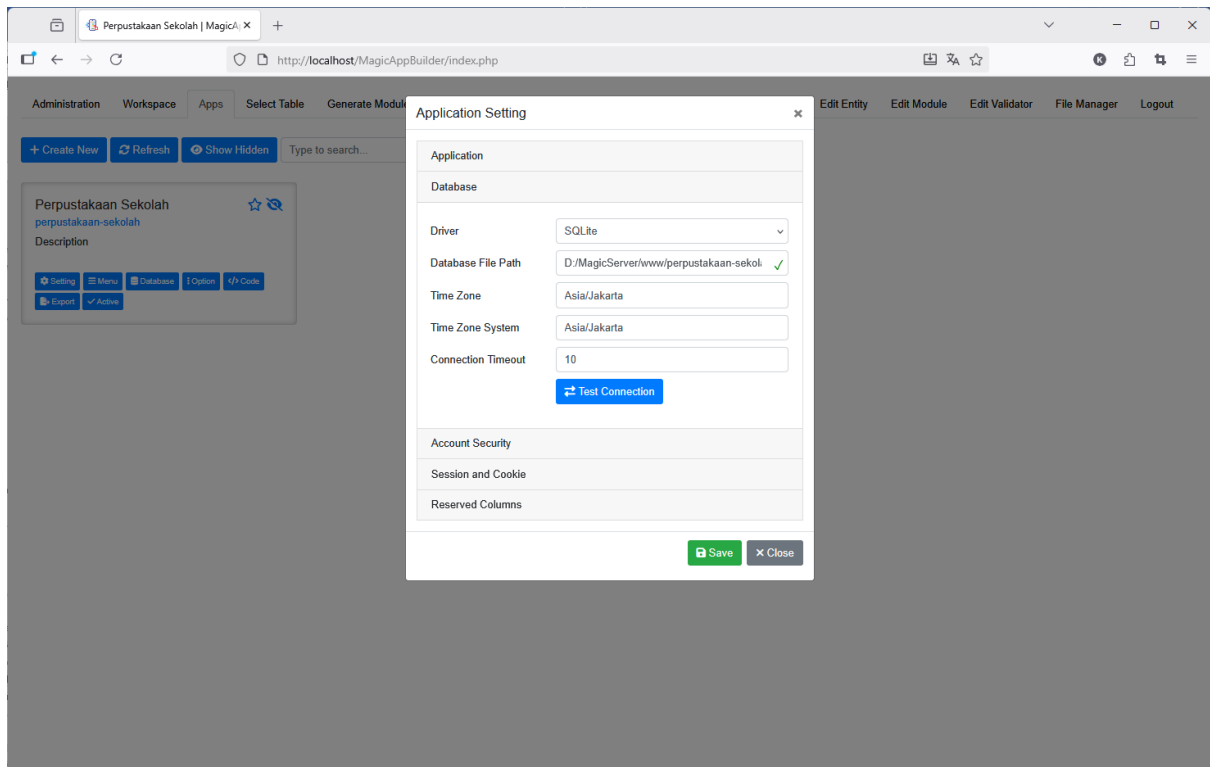 Perpustakaan Sekolah | MagicA
http://localhost/MagicAppBuilder/index.php
K
Administration Workspace Apps Select Table Generate Module Edit Entity Edit Module Edit Validator File Manager Logout
Create New Refresh Show Hidden Type to search...
Perpustakaan Sekolah
perpustakaan-sekolah
Description
Setting Menu Database Option Code
Export Active
Application Setting
Application
Database
Driver SQLite
Database File Path D:/MagicServer/www/perpustakaan-sekola
Time Zone Asia/Jakarta
Time Zone System Asia/Jakarta
Connection Timeout 10
Test Connection
Account Security
Session and Cookie
Reserved Columns
Save Close